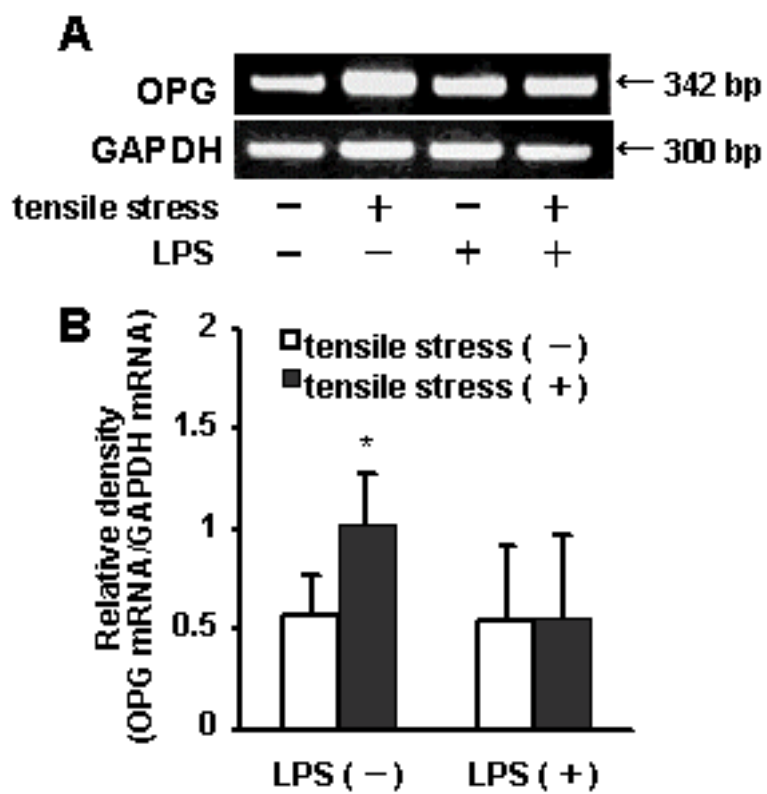 A
OPG ← 342 bp
GAPDH ← 300 bp
tensile stress − + − +
LPS − − + +
B
Relative density
(OPG mRNA/GAPDH mRNA)
2
1.5
1
0.5
0
tensile stress ( − )
tensile stress ( + )
*
LPS ( − ) LPS ( + )